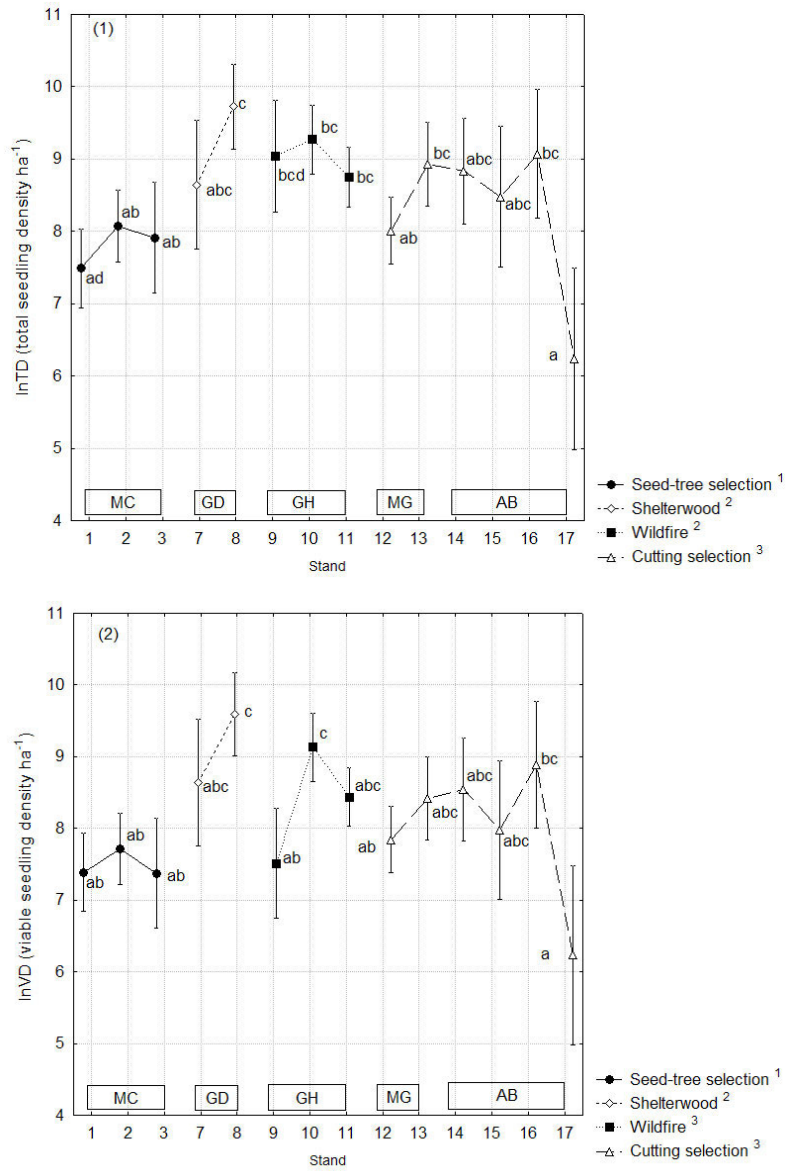 11
(1)
10
c
bc
bc
bc
bc
9
abc
bcd
abc
abc
ab
8
ab
ab
ad
7
a
6
5
MC
GD
GH
MG
AB
4
1 2 3 7 8 9 10 11 12 13 14 15 16 17
Stand
lnTD (total seedling density ha⁻¹)
Seed-tree selection ¹
Shelterwood ²
Wildfire ²
Cutting selection ³
11
(2)
10
c
c
bc
9
abc
abc
abc
abc
abc
8
ab
ab
ab
ab
ab
7
a
6
5
MC
GD
GH
MG
AB
4
1 2 3 7 8 9 10 11 12 13 14 15 16 17
Stand
lnVD (viable seedling density ha⁻¹)
Seed-tree selection ¹
Shelterwood ²
Wildfire ³
Cutting selection ³